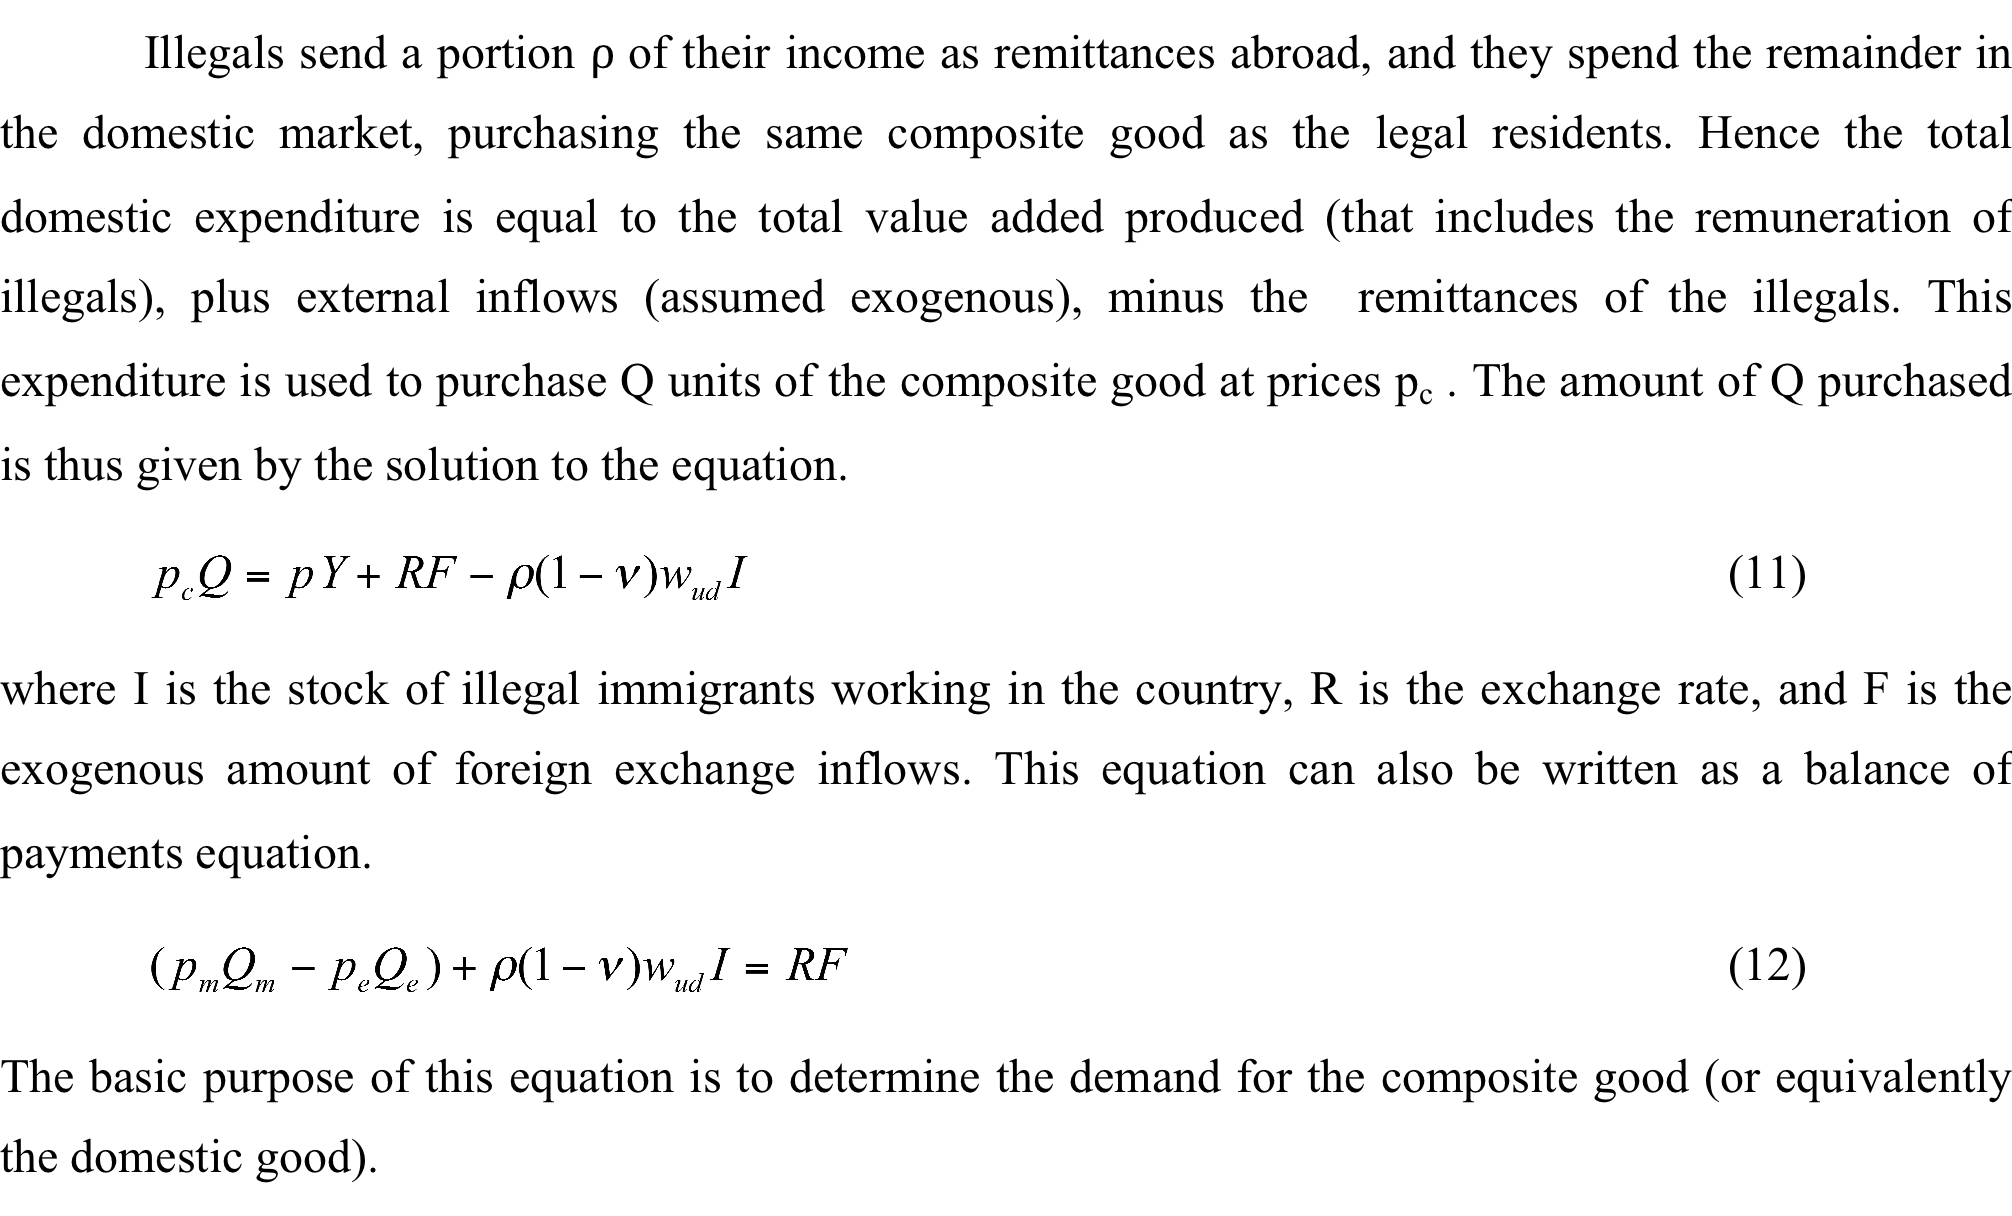 Illegals send a portion ρ of their income as remittances abroad, and they spend the remainder in
the domestic market, purchasing the same composite good as the legal residents. Hence the total
domestic expenditure is equal to the total value added produced (that includes the remuneration of
illegals), plus external inflows (assumed exogenous), minus the remittances of the illegals. This
expenditure is used to purchase Q units of the composite good at prices p_c . The amount of Q purchased
is thus given by the solution to the equation.
p_c Q = p Y + RF − ρ(1 − ν)w_ud I (11)
where I is the stock of illegal immigrants working in the country, R is the exchange rate, and F is the
exogenous amount of foreign exchange inflows. This equation can also be written as a balance of
payments equation.
(p_m Q_m − p_e Q_e) + ρ(1 − ν)w_ud I = RF (12)
The basic purpose of this equation is to determine the demand for the composite good (or equivalently
the domestic good).